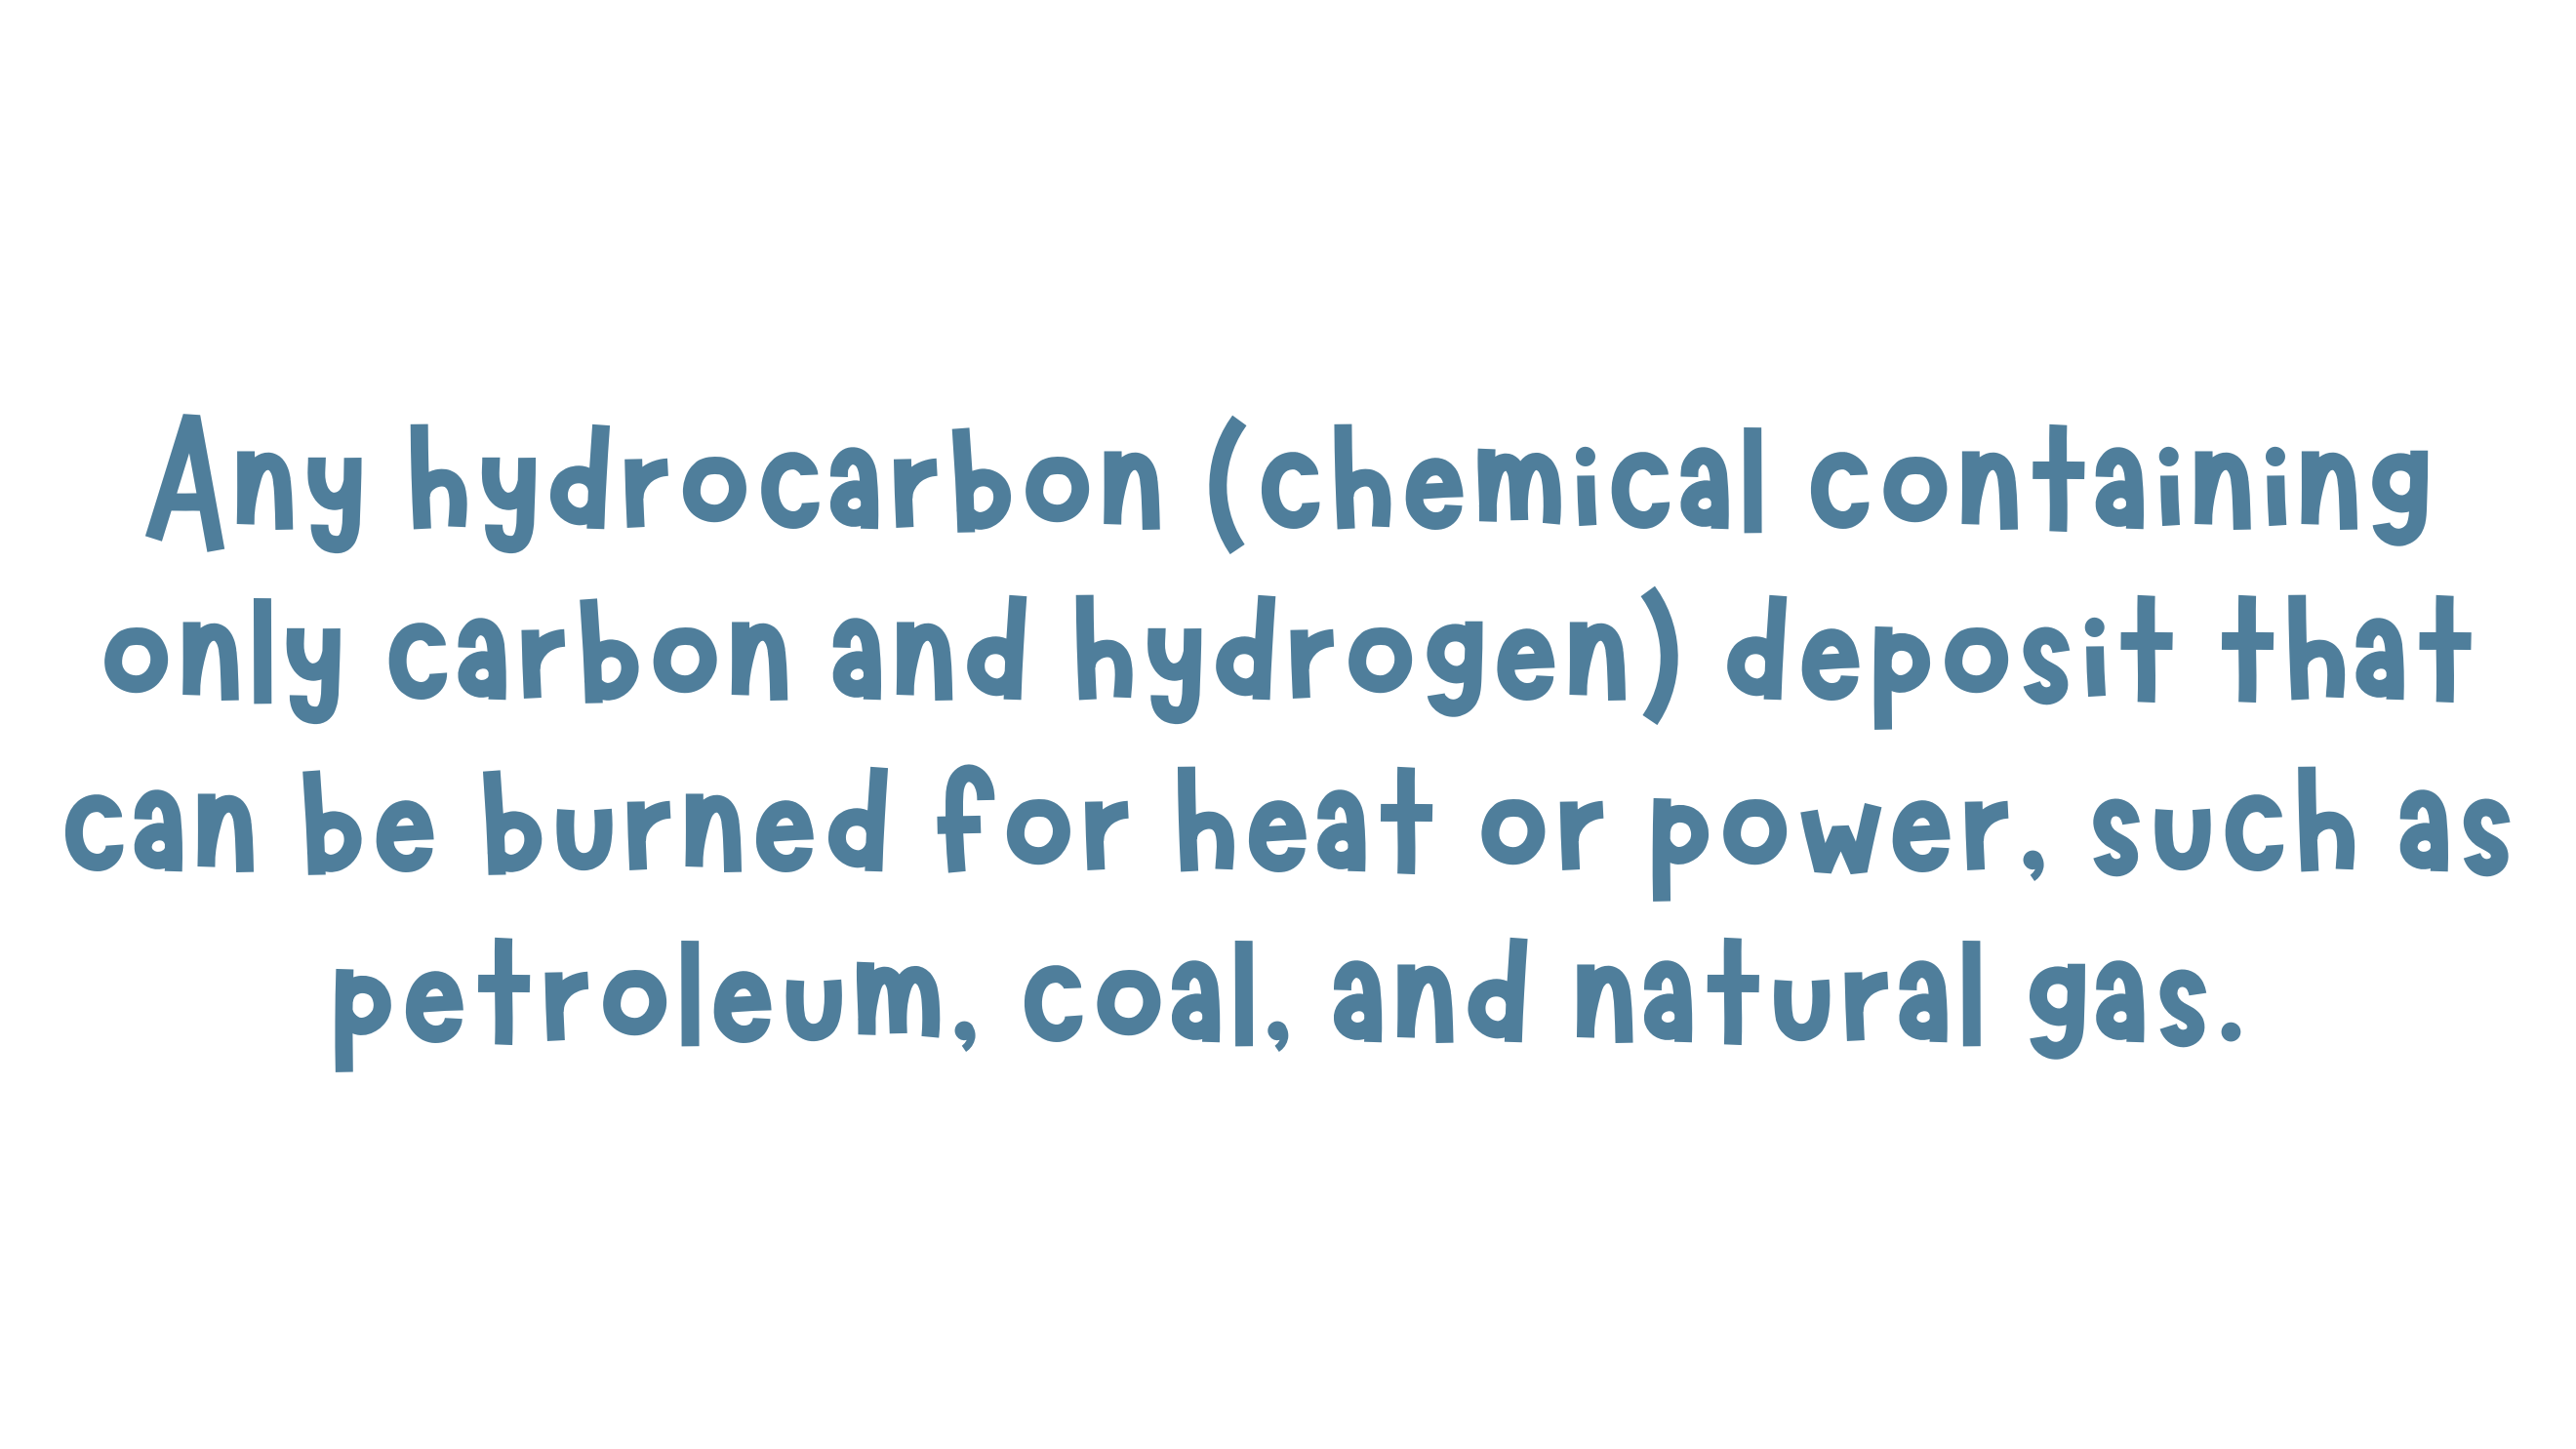 Any hydrocarbon (chemical containing
only carbon and hydrogen) deposit that
can be burned for heat or power, such as
petroleum, coal, and natural gas.